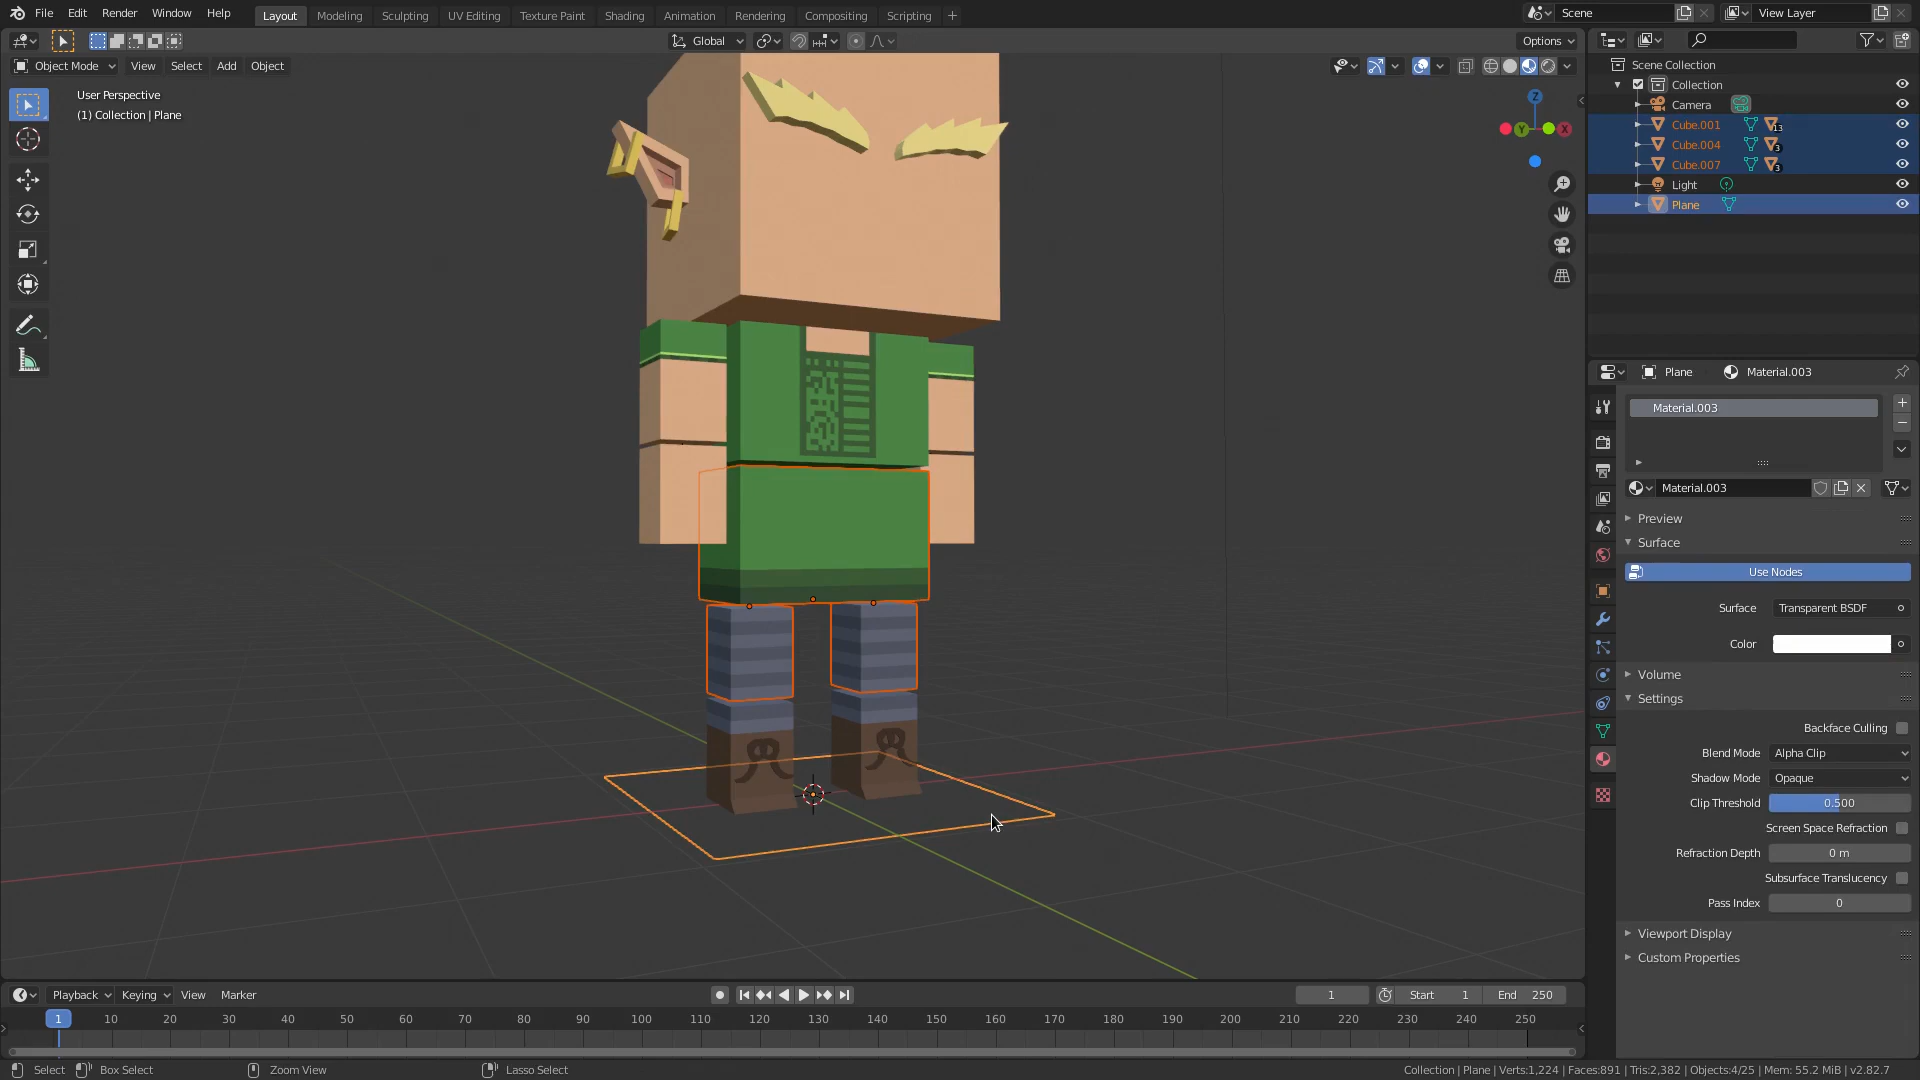 File Edit Render Window Help Layout Modeling Sculpting UV Editing Texture Paint Shading Animation Rendering Compositing Scripting Scene View Layer
Global Options
Object Mode View Select Add Object
User Perspective
(1) Collection | Plane
Z
Y
X
Scene Collection
Collection
Camera
Cube.001 13
Cube.004 3
Cube.007 3
Light
Plane
Plane Material.003
Material.003
Material.003
Preview
Surface
Use Nodes
Surface Transparent BSDF
Color
Volume
Settings
Backface Culling
Blend Mode Alpha Clip
Shadow Mode Opaque
Clip Threshold 0.500
Screen Space Refraction
Refraction Depth 0 m
Subsurface Translucency
Pass Index 0
Viewport Display
Custom Properties
Playback Keying View Marker 1 Start 1 End 250
1 10 20 30 40 50 60 70 80 90 100 110 120 130 140 150 160 170 180 190 200 210 220 230 240 250
Select Box Select Zoom View Lasso Select Collection | Plane | Verts:1,224 | Faces:891 | Tris:2,382 | Objects:4/25 | Mem: 55.2 MiB | v2.82.7